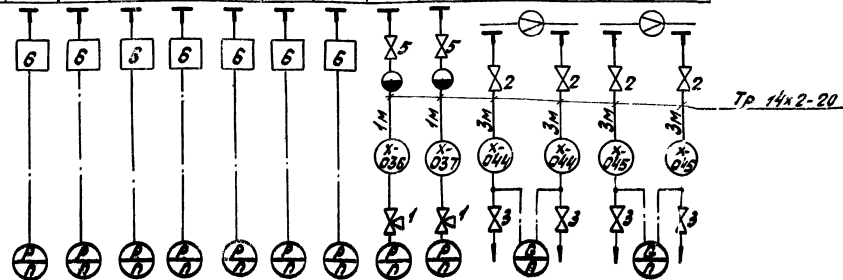 6 6 6 6 6 6 6 5 5
2 2 2 2
Тр 14х2-20
1м 1м 3м 3м 3м 3м
х-036 х-037 х-044 х-044 х-045 х-045
1 1 3 3 3 3
Р/П Р/П Р/П Р/П Р/П Р/П Р/П Р/П Р/П